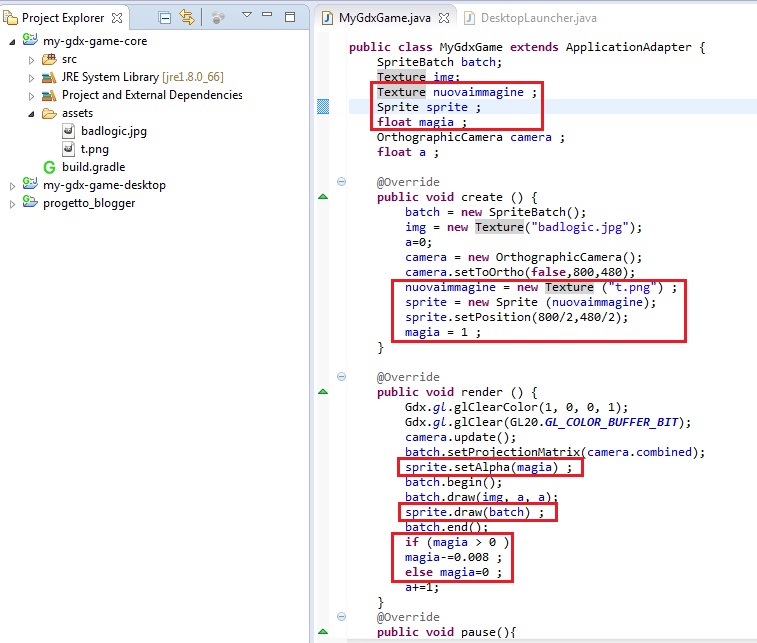 Project Explorer
my-gdx-game-core
src
JRE System Library [jre1.8.0_66]
Project and External Dependencies
assets
badlogic.jpg
t.png
build.gradle
my-gdx-game-desktop
progetto_blogger
MyGdxGame.java
DesktopLauncher.java
public class MyGdxGame extends ApplicationAdapter {
SpriteBatch batch;
Texture img;
Texture nuovaimmagine ;
Sprite sprite ;
float magia ;
OrthographicCamera camera ;
float a ;
@Override
public void create () {
batch = new SpriteBatch();
img = new Texture("badlogic.jpg");
a=0;
camera = new OrthographicCamera();
camera.setToOrtho(false,800,480);
nuovaimmagine = new Texture ("t.png") ;
sprite = new Sprite (nuovaimmagine);
sprite.setPosition(800/2,480/2);
magia = 1 ;
}
@Override
public void render () {
Gdx.gl.glClearColor(1, 0, 0, 1);
Gdx.gl.glClear(GL20.GL_COLOR_BUFFER_BIT);
camera.update();
batch.setProjectionMatrix(camera.combined);
sprite.setAlpha(magia) ;
batch.begin();
batch.draw(img, a, a);
sprite.draw(batch) ;
batch.end();
if (magia > 0 )
magia-=0.008 ;
else magia=0 ;
a+=1;
}
@Override
public void pause(){